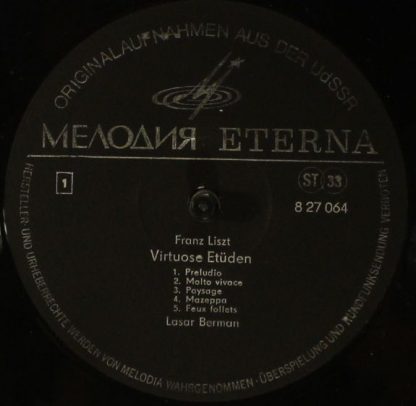 ORIGINALAUFNAHMEN AUS DER UdSSR
МЕЛОДИЯ ETERNA
1
ST 33
8 27 064
Franz Liszt
Virtuose Etüden
1. Preludio
2. Molto vivace
3. Paysage
4. Mazeppa
5. Feux follets
Lasar Berman
HERSTELLER UND URHEBERRECHTE WERDEN VON MELODIA WAHRGENOMMEN · ÜBERSPIELUNG UND RUNDFUNKSENDUNG VERBOTEN